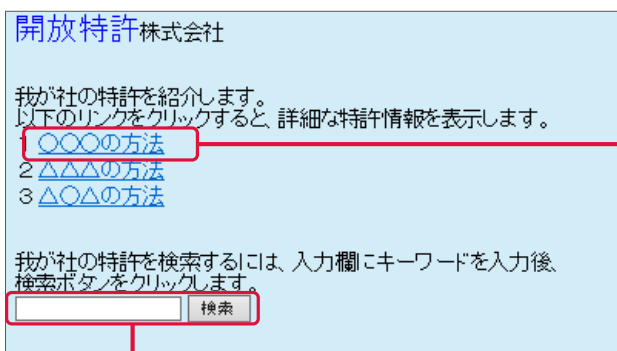 開放特許株式会社
我が社の特許を紹介します。
以下のリンクをクリックすると、詳細な特許情報を表示します。
1 ○○○の方法
2 △△△の方法
3 △○△の方法
我が社の特許を検索するには、入力欄にキーワードを入力後、
検索ボタンをクリックします。
検索